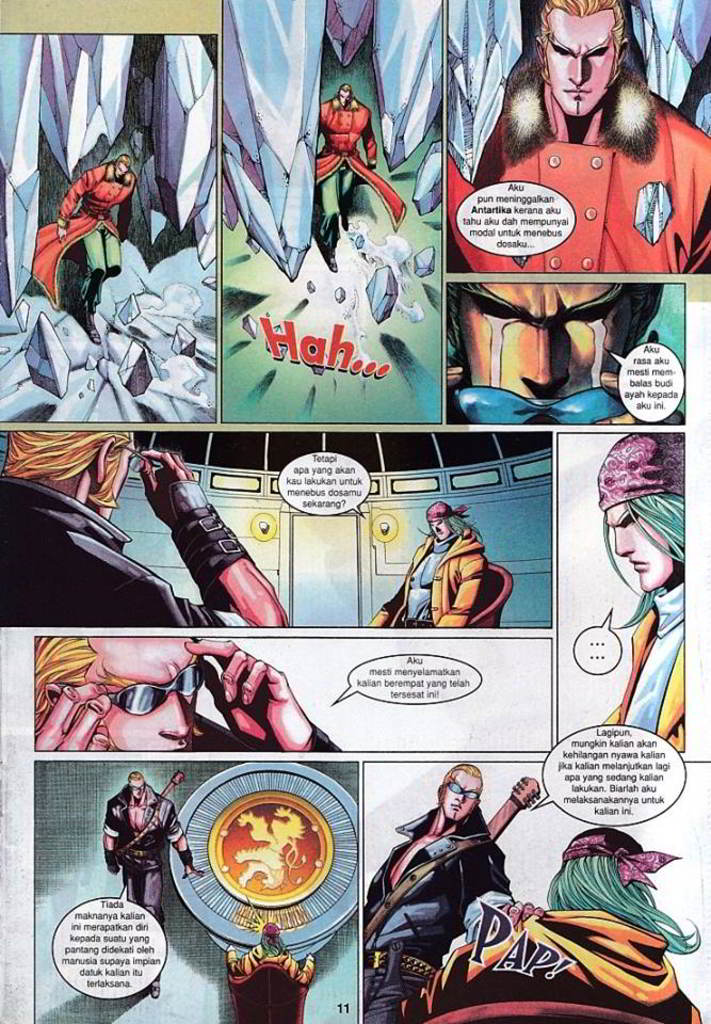 Hah...
Aku
pun meninggalkan
Antartika kerana aku
tahu aku dah mempunyai
modal untuk menebus
dosaku...
Aku
rasa aku
mesti mem-
balas budi
ayah kepada
aku ini.
Tetapi
apa yang akan
kau lakukan untuk
menebus dosamu
sekarang?
...
...
Aku
mesti menyelamatkan
kalian berempat yang telah
tersesat ini!
Tiada
maknanya kalian
ini merapatkan diri
kepada suatu yang
pantang didekati oleh
manusia supaya impian
datuk kalian itu
terlaksana.
Lagipun,
mungkin kalian akan
kehilangan nyawa kalian
jika kalian melanjutkan lagi
apa yang sedang kalian
lakukan. Biarlah aku
melaksanakannya untuk
kalian ini.
PAP!
11